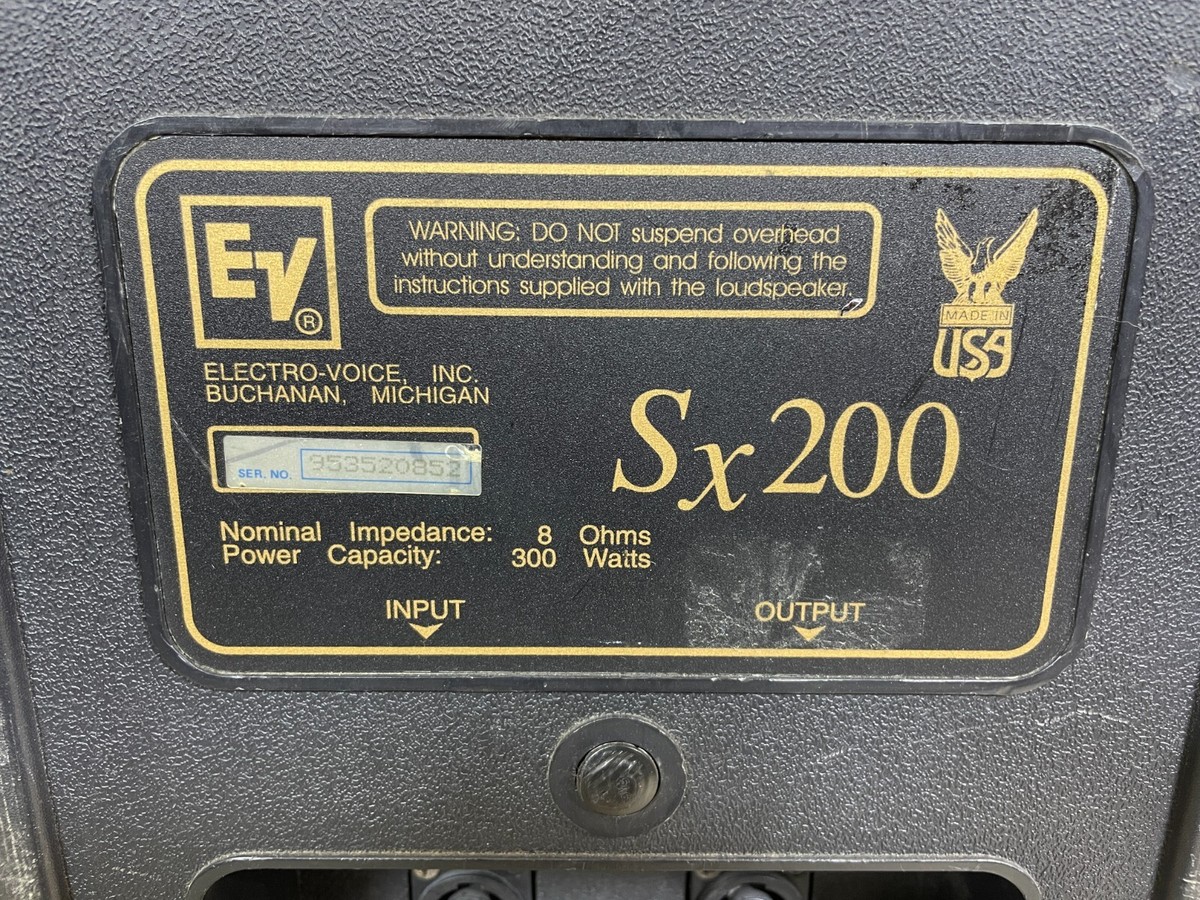 EV®
WARNING: DO NOT suspend overhead
without understanding and following the
instructions supplied with the loudspeaker.
MADE IN
USA
ELECTRO-VOICE, INC.
BUCHANAN, MICHIGAN
Sx200
SER. NO. 953520852
Nominal Impedance: 8 Ohms
Power Capacity: 300 Watts
INPUT
OUTPUT